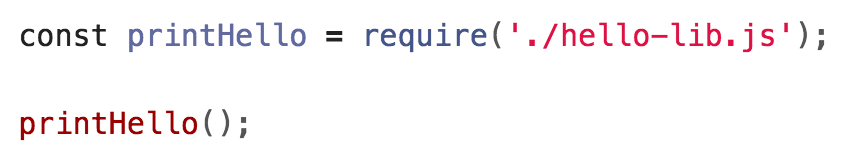 const printHello = require('./hello-lib.js');
printHello();